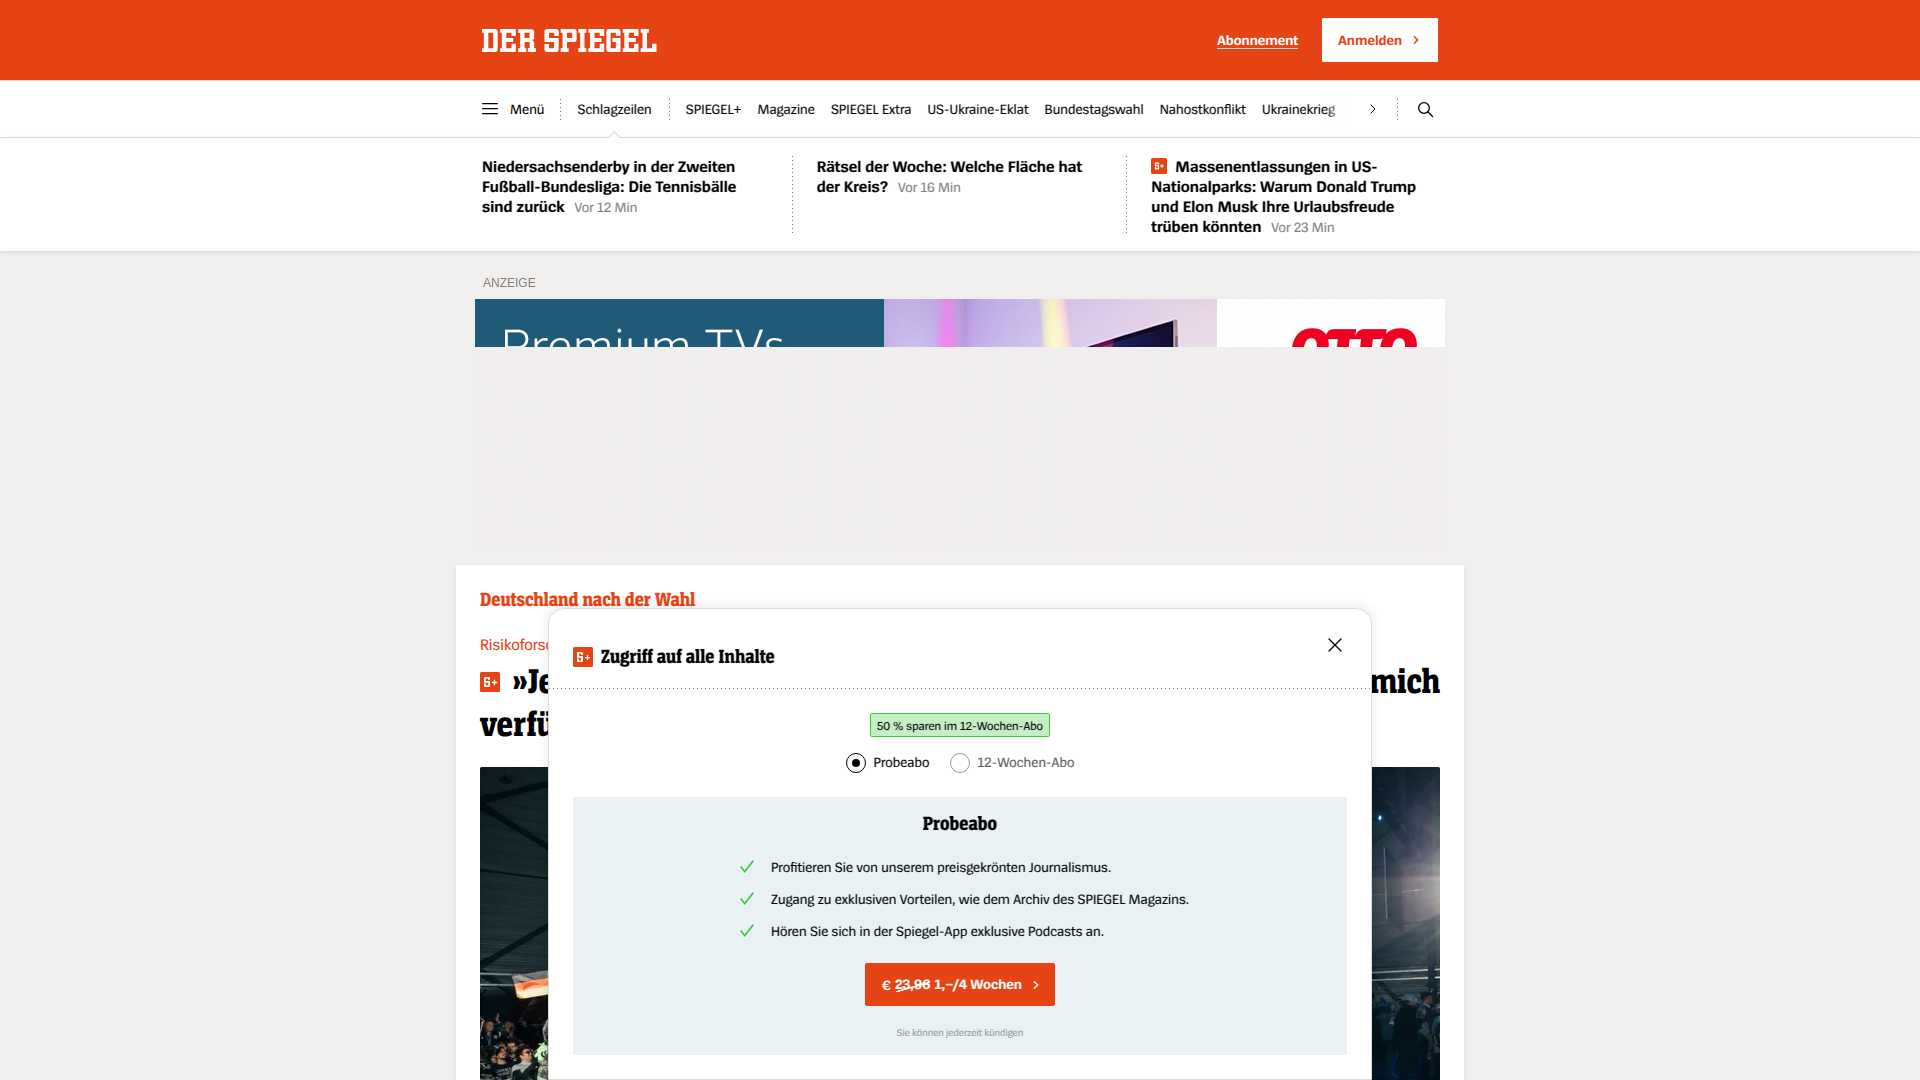 DER SPIEGEL
Abonnement
Anmelden
Menü
Schlagzeilen
SPIEGEL+
Magazine
SPIEGEL Extra
US-Ukraine-Eklat
Bundestagswahl
Nahostkonflikt
Ukrainekrieg
Niedersachsenderby in der Zweiten
Fußball-Bundesliga: Die Tennisbälle
sind zurück Vor 12 Min
Rätsel der Woche: Welche Fläche hat
der Kreis? Vor 16 Min
S+ Massenentlassungen in US-
Nationalparks: Warum Donald Trump
und Elon Musk Ihre Urlaubsfreude
trüben könnten Vor 23 Min
ANZEIGE
Premium TVs
OTTO
Deutschland nach der Wahl
S+ mich
S+ Zugriff auf alle Inhalte
50 % sparen im 12-Wochen-Abo
Probeabo
12-Wochen-Abo
Probeabo
Profitieren Sie von unserem preisgekrönten Journalismus.
Zugang zu exklusiven Vorteilen, wie dem Archiv des SPIEGEL Magazins.
Hören Sie sich in der Spiegel-App exklusive Podcasts an.
€ 23,96 1,–/4 Wochen
Sie können jederzeit kündigen